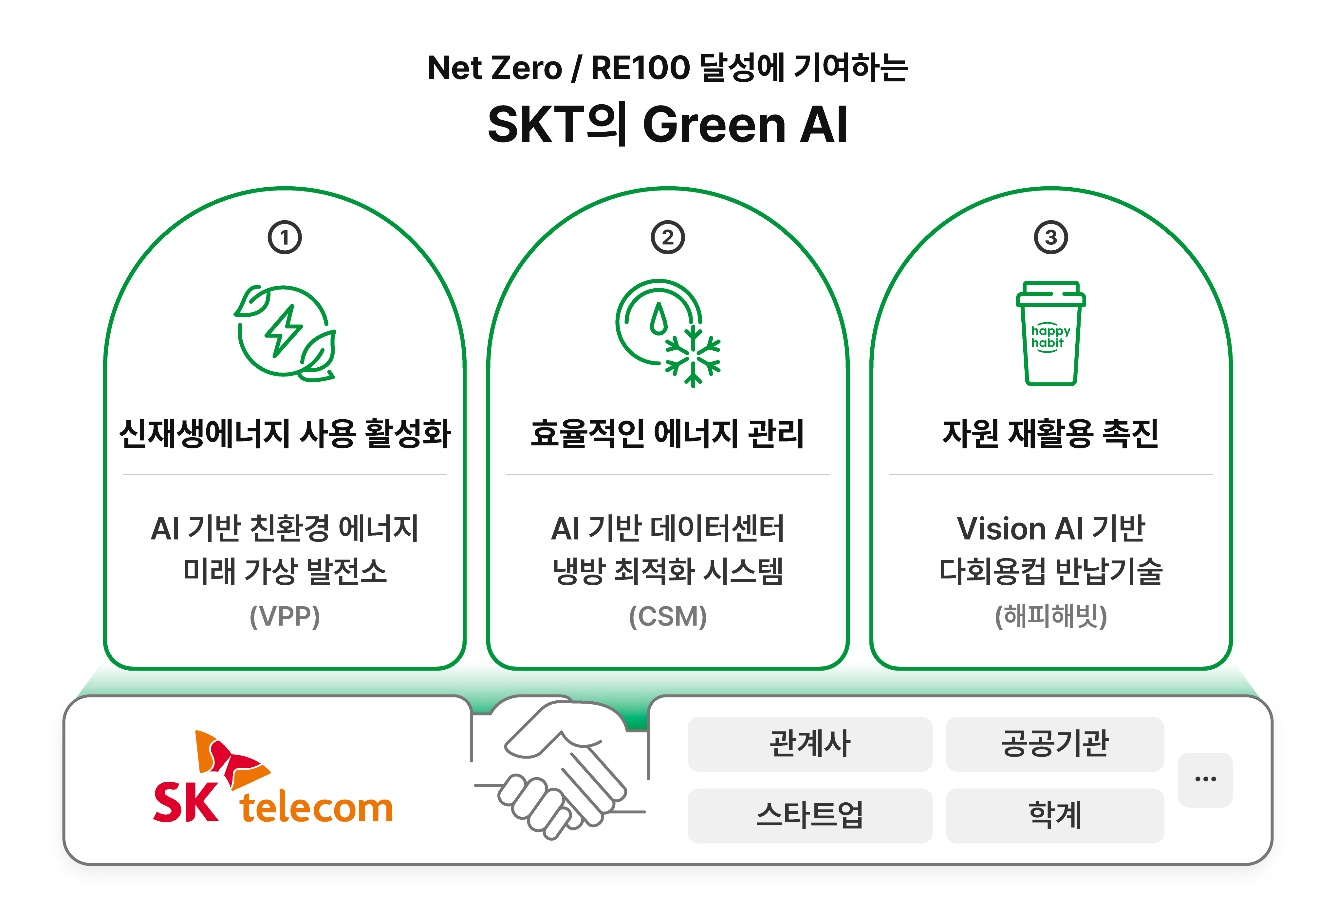 Net Zero / RE100 달성에 기여하는
SKT의 Green AI
①
신재생에너지 사용 활성화
AI 기반 친환경 에너지
미래 가상 발전소
(VPP)
②
효율적인 에너지 관리
AI 기반 데이터센터
냉방 최적화 시스템
(CSM)
③
happy
habit
자원 재활용 촉진
Vision AI 기반
다회용컵 반납기술
(해피해빗)
SK telecom
관계사
공공기관
스타트업
학계
...